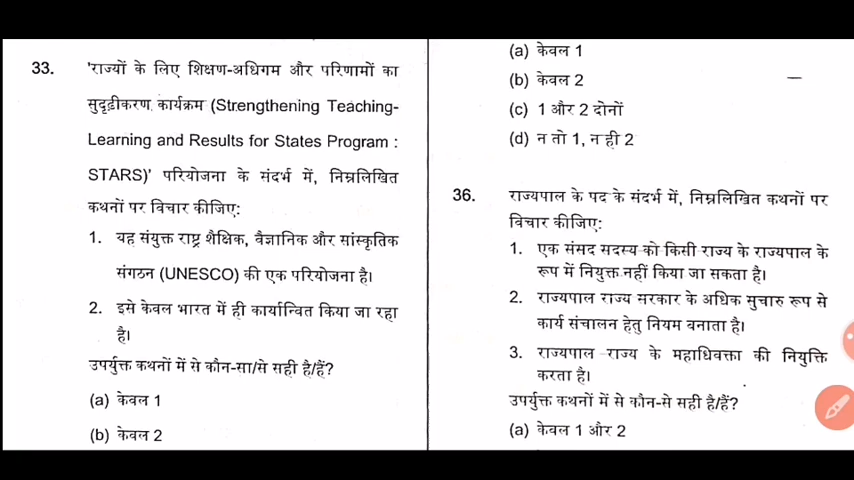 33. 'राज्यों के लिए शिक्षण-अधिगम और परिणामों का
सुदृढ़ीकरण कार्यक्रम (Strengthening Teaching-
Learning and Results for States Program :
STARS)' परियोजना के संदर्भ में, निम्नलिखित
कथनों पर विचार कीजिए:
1. यह संयुक्त राष्ट्र शैक्षिक, वैज्ञानिक और सांस्कृतिक
संगठन (UNESCO) की एक परियोजना है।
2. इसे केवल भारत में ही कार्यान्वित किया जा रहा
है।
उपर्युक्त कथनों में से कौन-सा/से सही है/हैं?
(a) केवल 1
(b) केवल 2
(a) केवल 1
(b) केवल 2
(c) 1 और 2 दोनों
(d) न तो 1, न ही 2
36. राज्यपाल के पद के संदर्भ में, निम्नलिखित कथनों पर
विचार कीजिए:
1. एक संसद सदस्य को किसी राज्य के राज्यपाल के
रूप में नियुक्त नहीं किया जा सकता है।
2. राज्यपाल राज्य सरकार के अधिक सुचारु रूप से
कार्य संचालन हेतु नियम बनाता है।
3. राज्यपाल राज्य के महाधिवक्ता की नियुक्ति
करता है।
उपर्युक्त कथनों में से कौन-से सही है/हैं?
(a) केवल 1 और 2